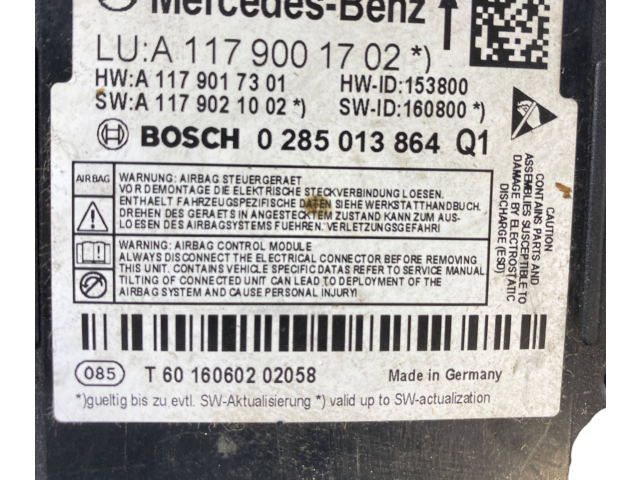 Mercedes-Benz
LU:A 117 900 17 02 *)
HW:A 117 901 73 01 HW-ID:153800
SW:A 117 902 10 02 *) SW-ID:160800 *)
BOSCH 0 285 013 864 Q1
AIRBAG
WARNUNG: AIRBAG STEUERGERAET
VOR DEMONTAGE DIE ELEKTRISCHE STECKVERBINDUNG LOESEN.
ENTHAELT FAHRZEUGSPEZIFISCHE DATEN SIEHE WERKSTATTHANDBUCH.
DREHEN DES GERAETS IN ANGESTECKTEM ZUSTAND KANN ZUM AUS-
LOESEN DES AIRBAGSYSTEMS FUEHREN. VERLETZUNGSGEFAHR!
WARNING: AIRBAG CONTROL MODULE
ALWAYS DISCONNECT THE ELECTRICAL CONNECTOR BEFORE REMOVING
THIS UNIT. CONTAINS VEHICLE SPECIFIC DATAS REFER TO SERVICE MANUAL.
TILTING OF CONNECTED UNIT CAN LEAD TO DEPLOYMENT OF THE
AIRBAG SYSTEM AND CAUSE PERSONAL INJURY!
CAUTION
CONTAINS PARTS AND
ASSEMBLIES SUSCEPTIBLE TO
DAMAGE BY ELECTROSTATIC
DISCHARGE (ESD)
085 T 60 160602 02058 Made in Germany
*)gueltig bis zu evtl. SW-Aktualisierung *) valid up to SW-actualization